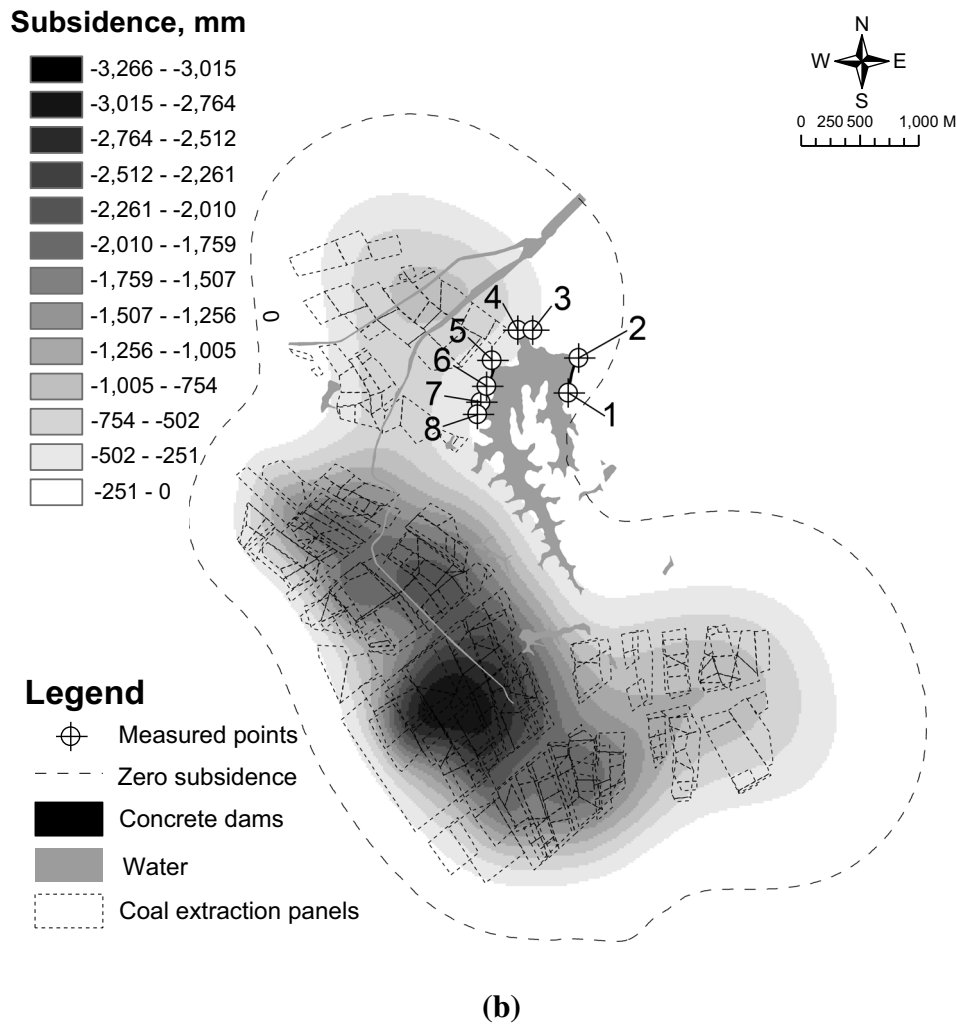 Subsidence, mm
-3,266 - -3,015
-3,015 - -2,764
-2,764 - -2,512
-2,512 - -2,261
-2,261 - -2,010
-2,010 - -1,759
-1,759 - -1,507
-1,507 - -1,256
-1,256 - -1,005
-1,005 - -754
-754 - -502
-502 - -251
-251 - 0
N
W E
S
0 250 500 1,000 M
0
4 3
5 2
6
7
8 1
Legend
Measured points
Zero subsidence
Concrete dams
Water
Coal extraction panels
(b)